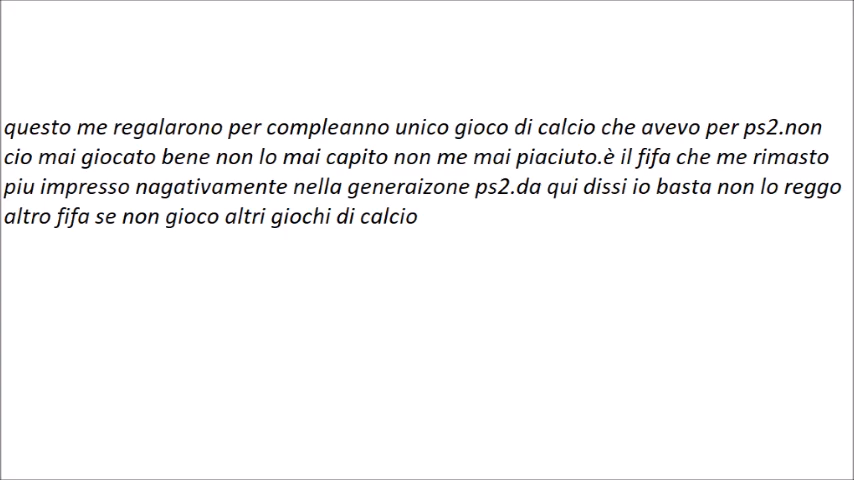 questo me regalarono per compleanno unico gioco di calcio che avevo per ps2.non
cio mai giocato bene non lo mai capito non me mai piaciuto.è il fifa che me rimasto
piu impresso nagativamente nella generaizone ps2.da qui dissi io basta non lo reggo
altro fifa se non gioco altri giochi di calcio